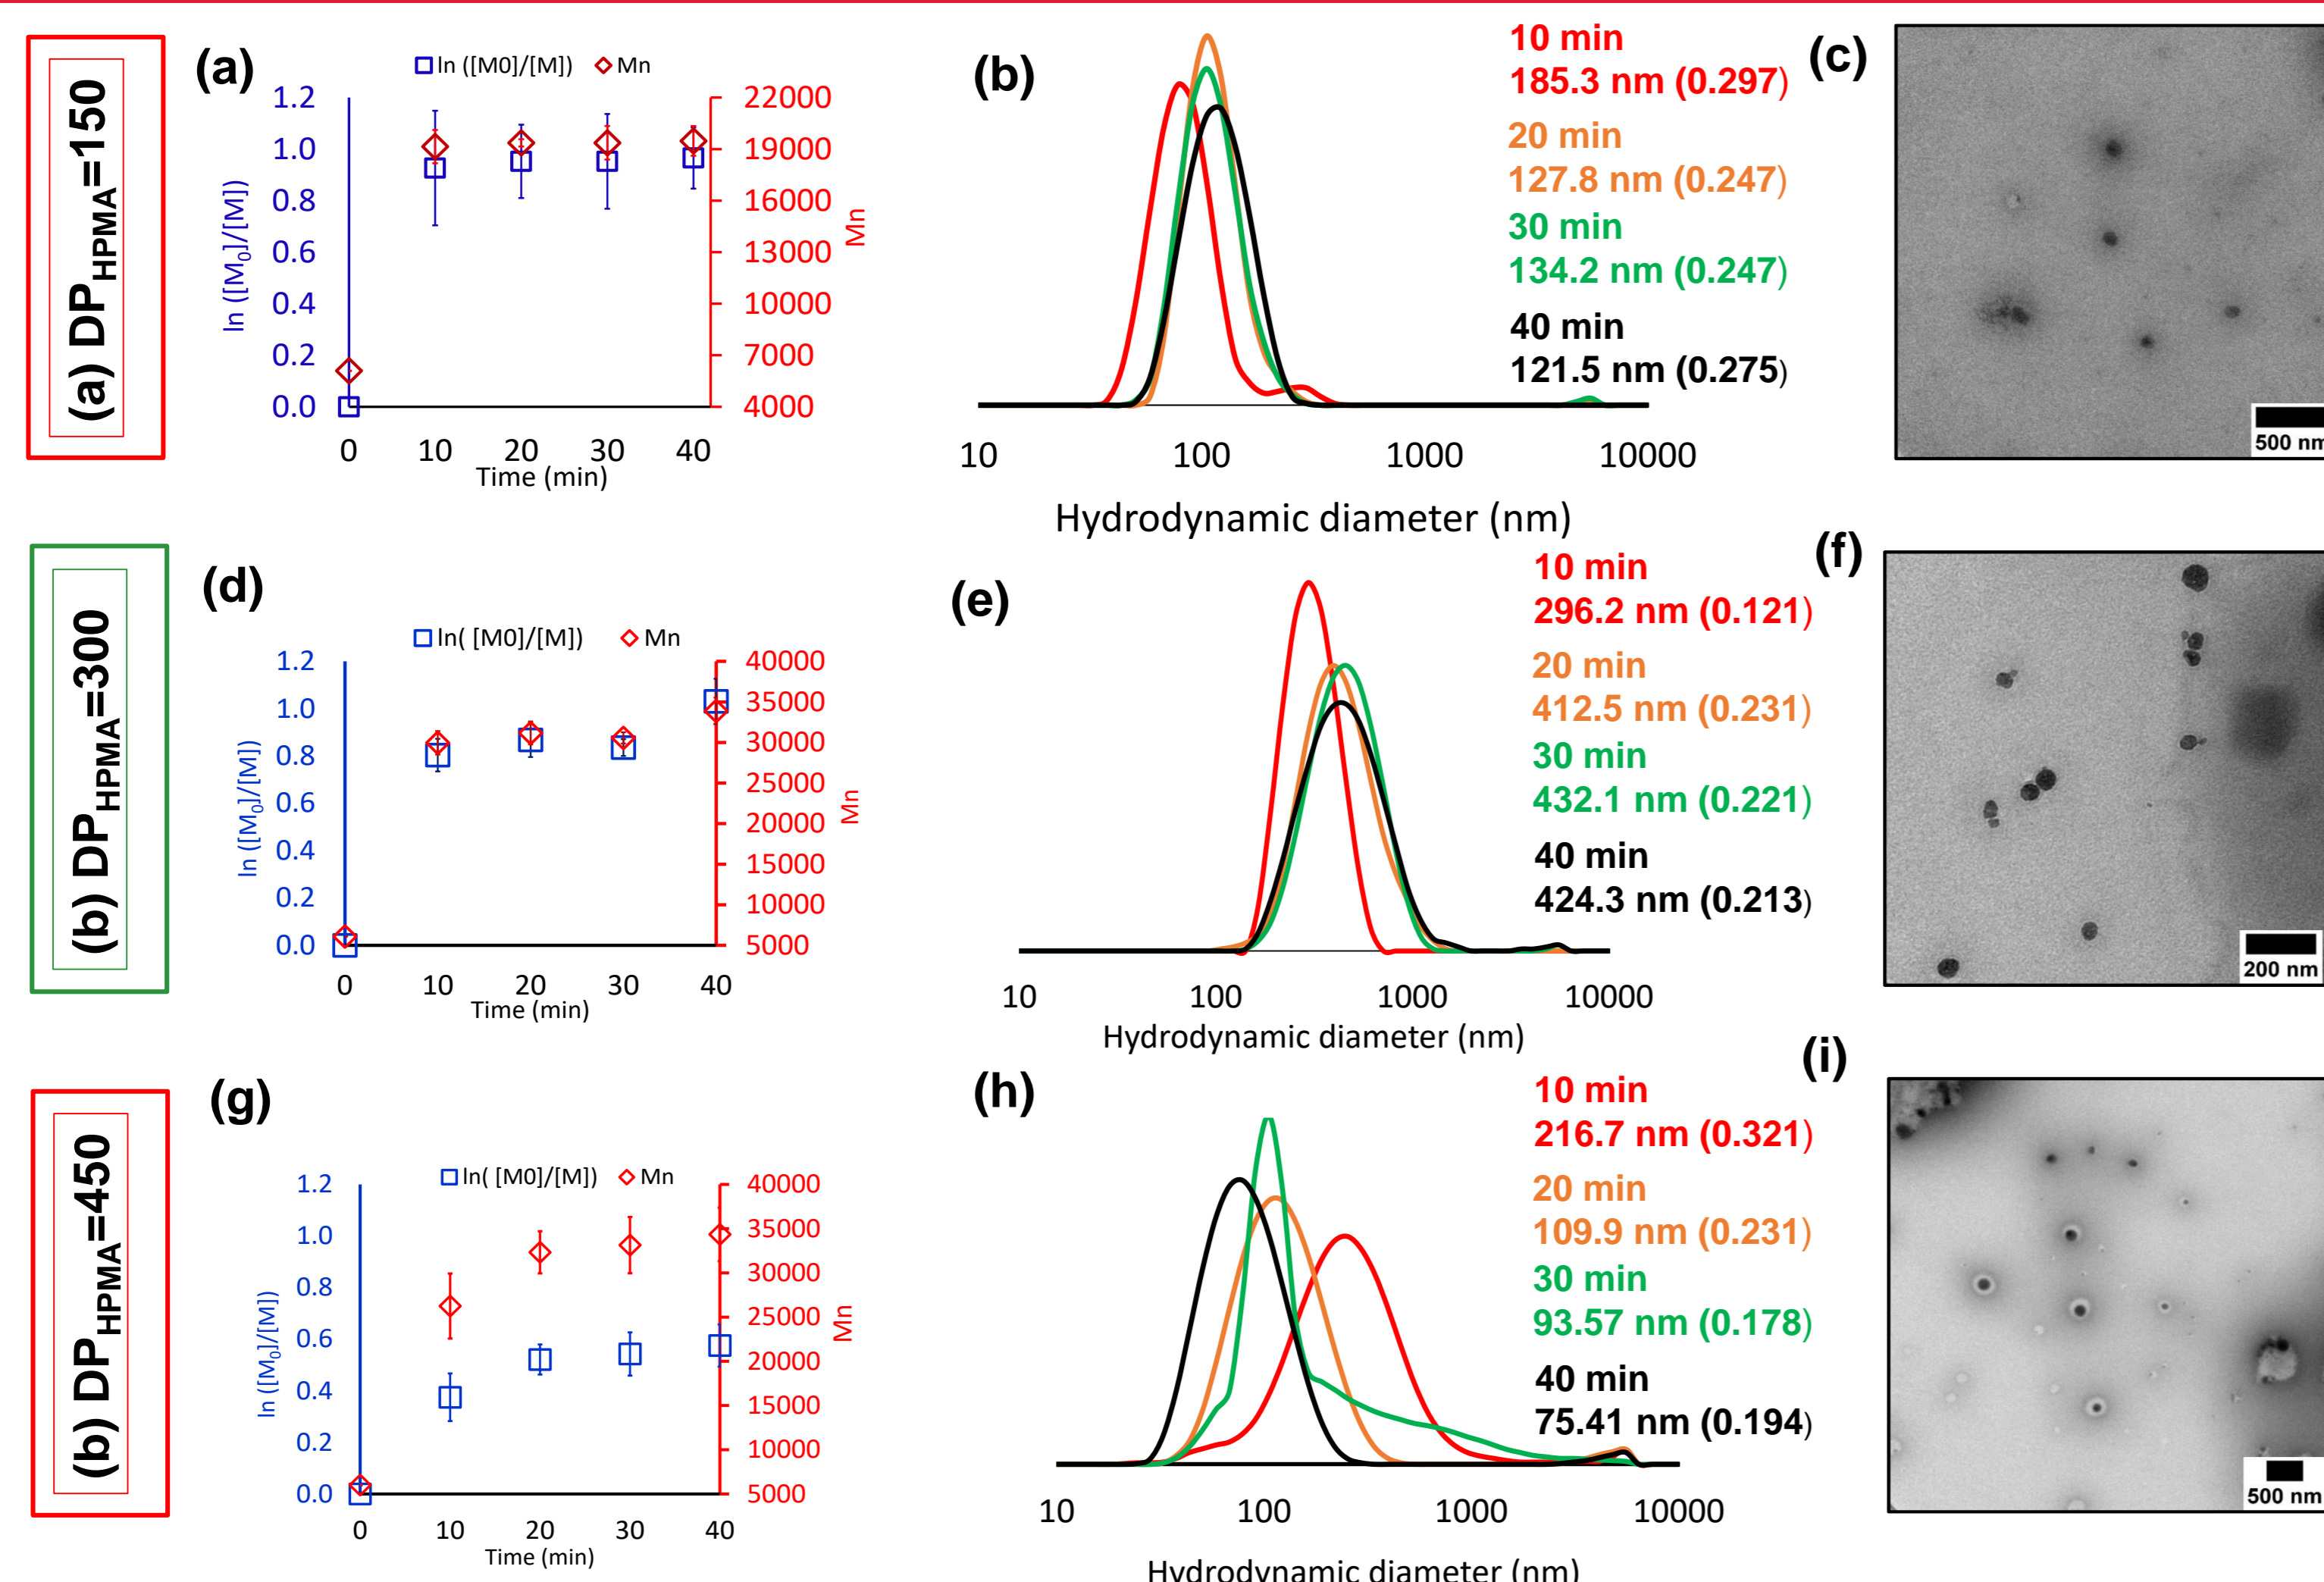 (a) DPHPMA=150
(a)
ln ([M0]/[M]) Mn
1.2
1.0
0.8
0.6
0.4
0.2
0.0
ln ([M0]/[M])
22000
19000
16000
13000
10000
7000
4000
Mn
0 10 20 30 40
Time (min)
(b)
10 min
185.3 nm (0.297)
20 min
127.8 nm (0.247)
30 min
134.2 nm (0.247)
40 min
121.5 nm (0.275)
10 100 1000 10000
Hydrodynamic diameter (nm)
(c)
500 nm
(b) DPHPMA=300
(d)
ln( [M0]/[M]) Mn
1.2
1.0
0.8
0.6
0.4
0.2
0.0
ln ([M0]/[M])
40000
35000
30000
25000
20000
15000
10000
5000
Mn
0 10 20 30 40
Time (min)
(e)
10 min
296.2 nm (0.121)
20 min
412.5 nm (0.231)
30 min
432.1 nm (0.221)
40 min
424.3 nm (0.213)
10 100 1000 10000
Hydrodynamic diameter (nm)
(f)
200 nm
(b) DPHPMA=450
(g)
ln( [M0]/[M]) Mn
1.2
1.0
0.8
0.6
0.4
0.2
0.0
ln ([M0]/[M])
40000
35000
30000
25000
20000
15000
10000
5000
Mn
0 10 20 30 40
Time (min)
(h)
10 min
216.7 nm (0.321)
20 min
109.9 nm (0.231)
30 min
93.57 nm (0.178)
40 min
75.41 nm (0.194)
10 100 1000 10000
Hydrodynamic diameter (nm)
(i)
500 nm